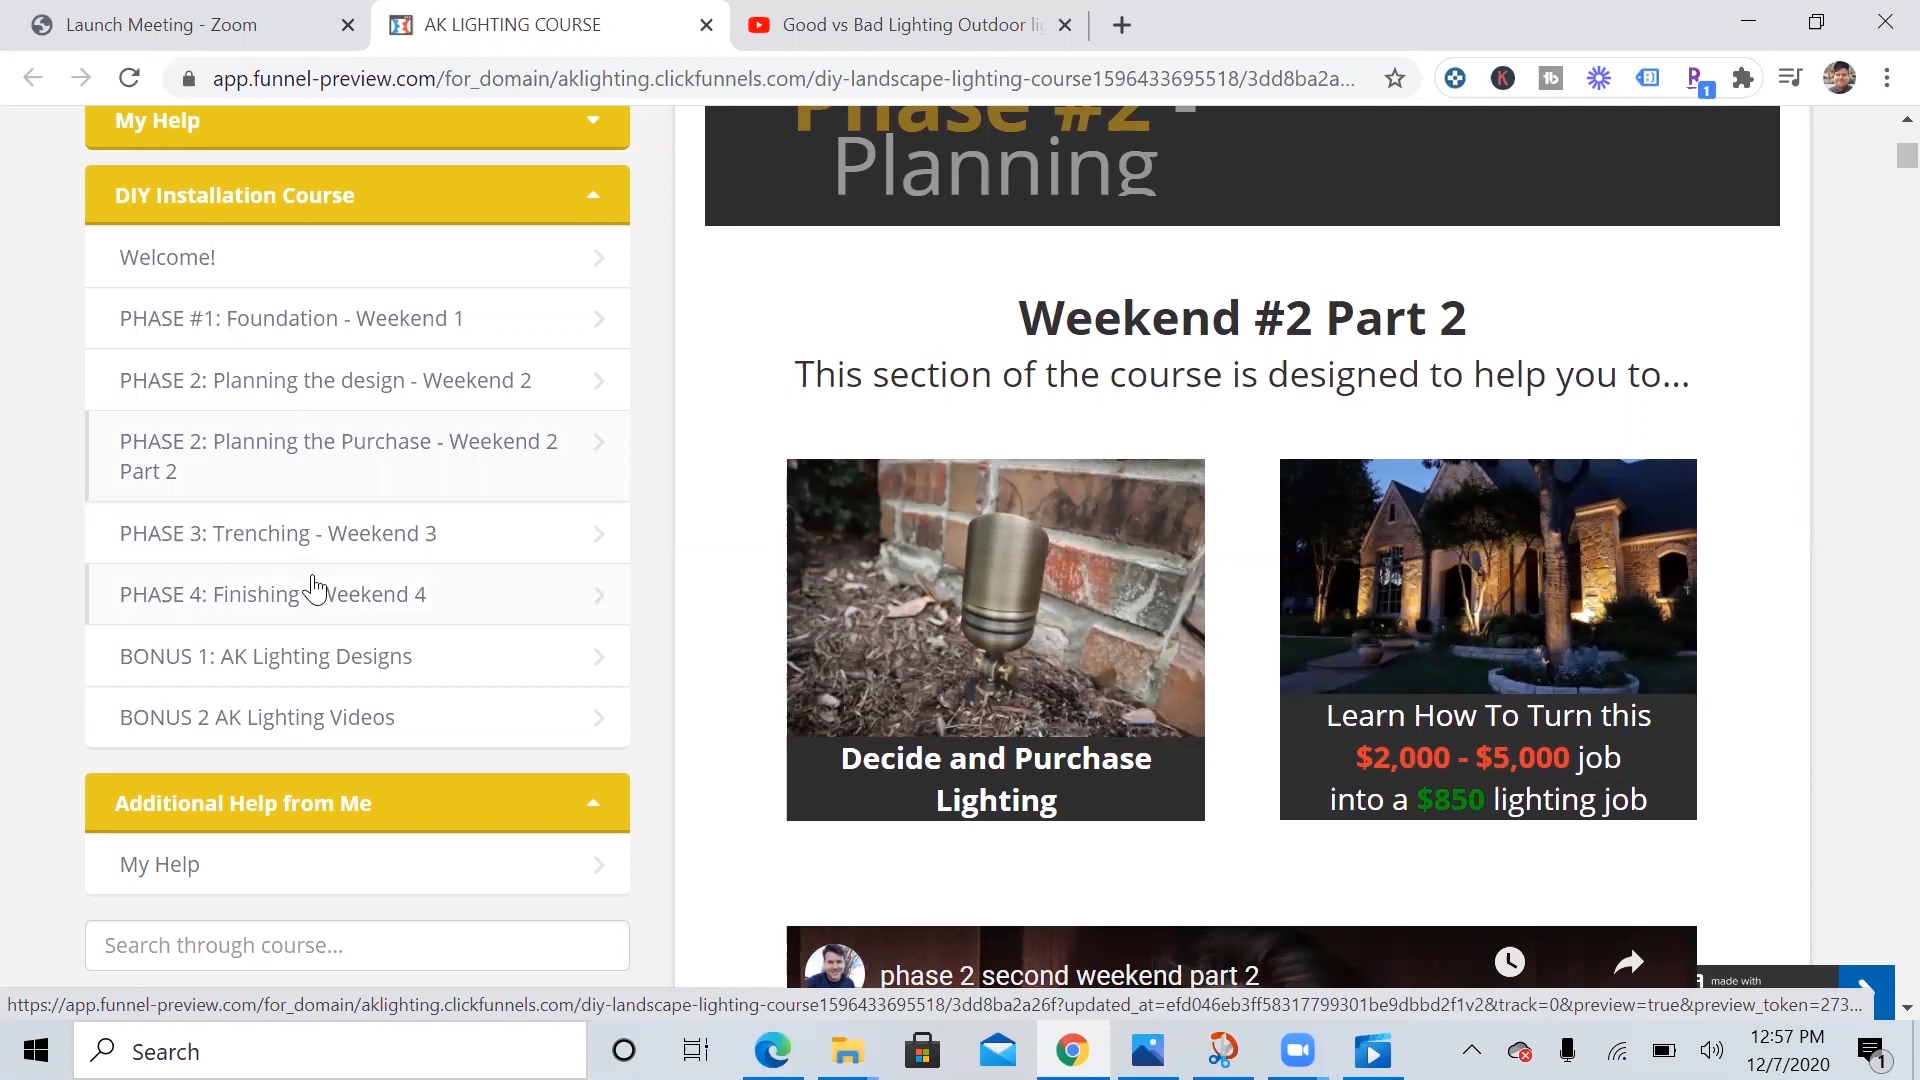 Launch Meeting - Zoom
AK LIGHTING COURSE
Good vs Bad Lighting Outdoor li
app.funnel-preview.com/for_domain/aklighting.clickfunnels.com/diy-landscape-lighting-course1596433695518/3dd8ba2a...
My Help
DIY Installation Course
Welcome!
PHASE #1: Foundation - Weekend 1
PHASE 2: Planning the design - Weekend 2
PHASE 2: Planning the Purchase - Weekend 2
Part 2
PHASE 3: Trenching - Weekend 3
PHASE 4: Finishing Weekend 4
BONUS 1: AK Lighting Designs
BONUS 2 AK Lighting Videos
Additional Help from Me
My Help
Search through course...
Phase #2 -
Planning
Weekend #2 Part 2
This section of the course is designed to help you to...
Decide and Purchase
Lighting
Learn How To Turn this
$2,000 - $5,000 job
into a $850 lighting job
phase 2 second weekend part 2
made with
https://app.funnel-preview.com/for_domain/aklighting.clickfunnels.com/diy-landscape-lighting-course1596433695518/3dd8ba2a26f?updated_at=efd046eb3ff58317799301be9dbbd2f1v2&track=0&preview=true&preview_token=273...
Search
12:57 PM
12/7/2020
1